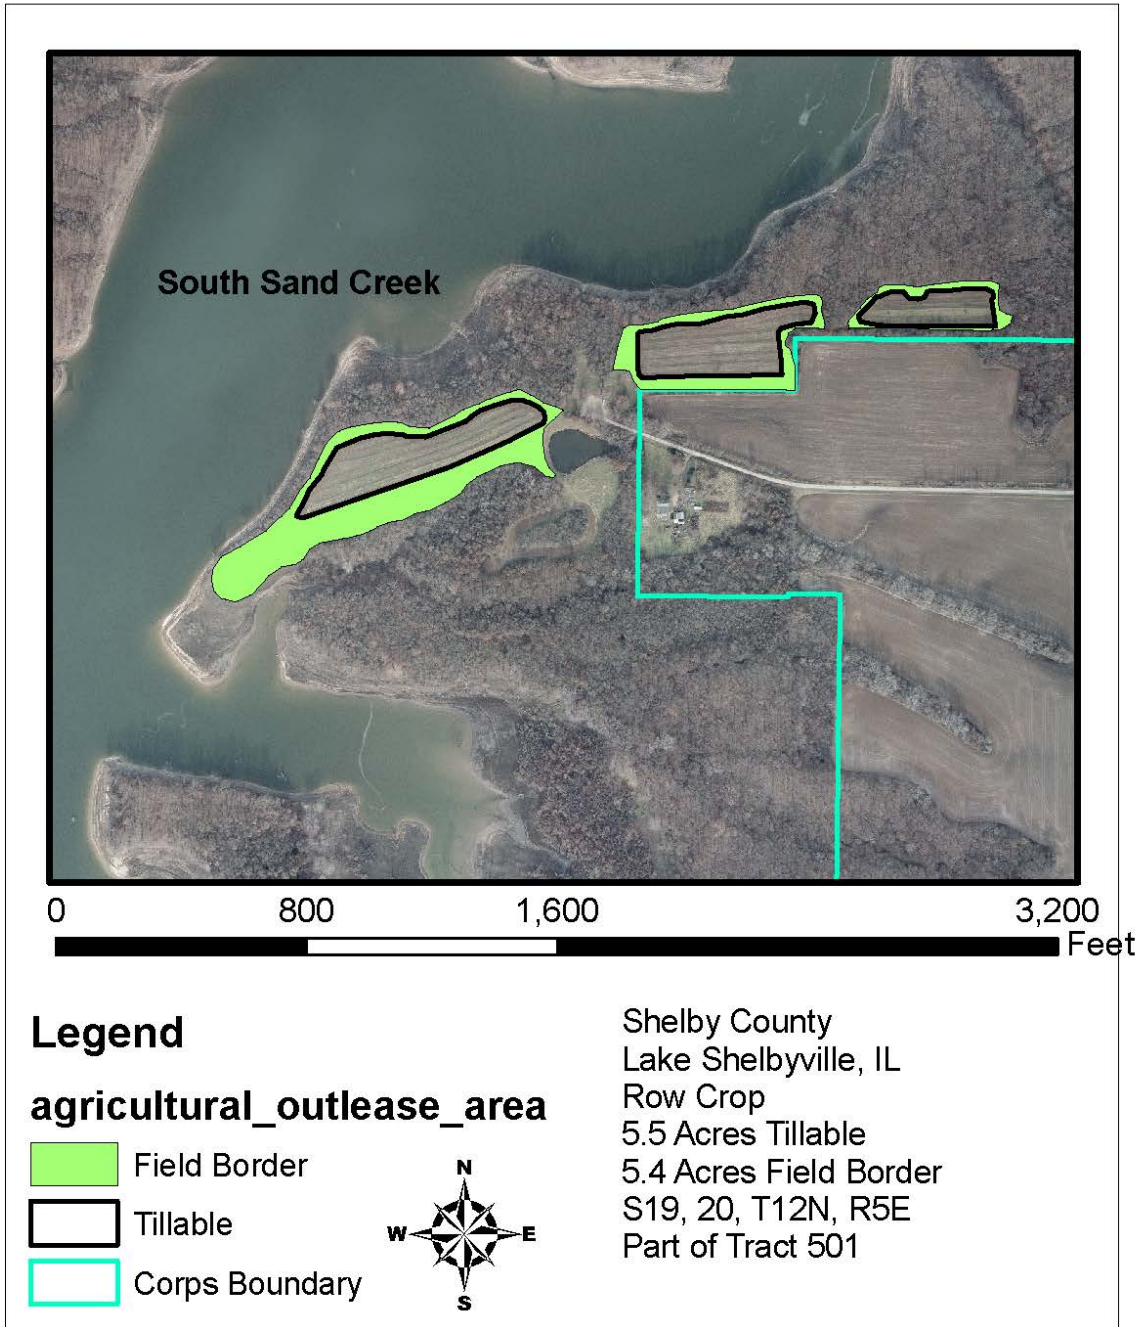 South Sand Creek
0 800 1,600 3,200
Feet
Legend
agricultural_outlease_area
Field Border
Tillable
Corps Boundary
N
W E
S
Shelby County
Lake Shelbyville, IL
Row Crop
5.5 Acres Tillable
5.4 Acres Field Border
S19, 20, T12N, R5E
Part of Tract 501